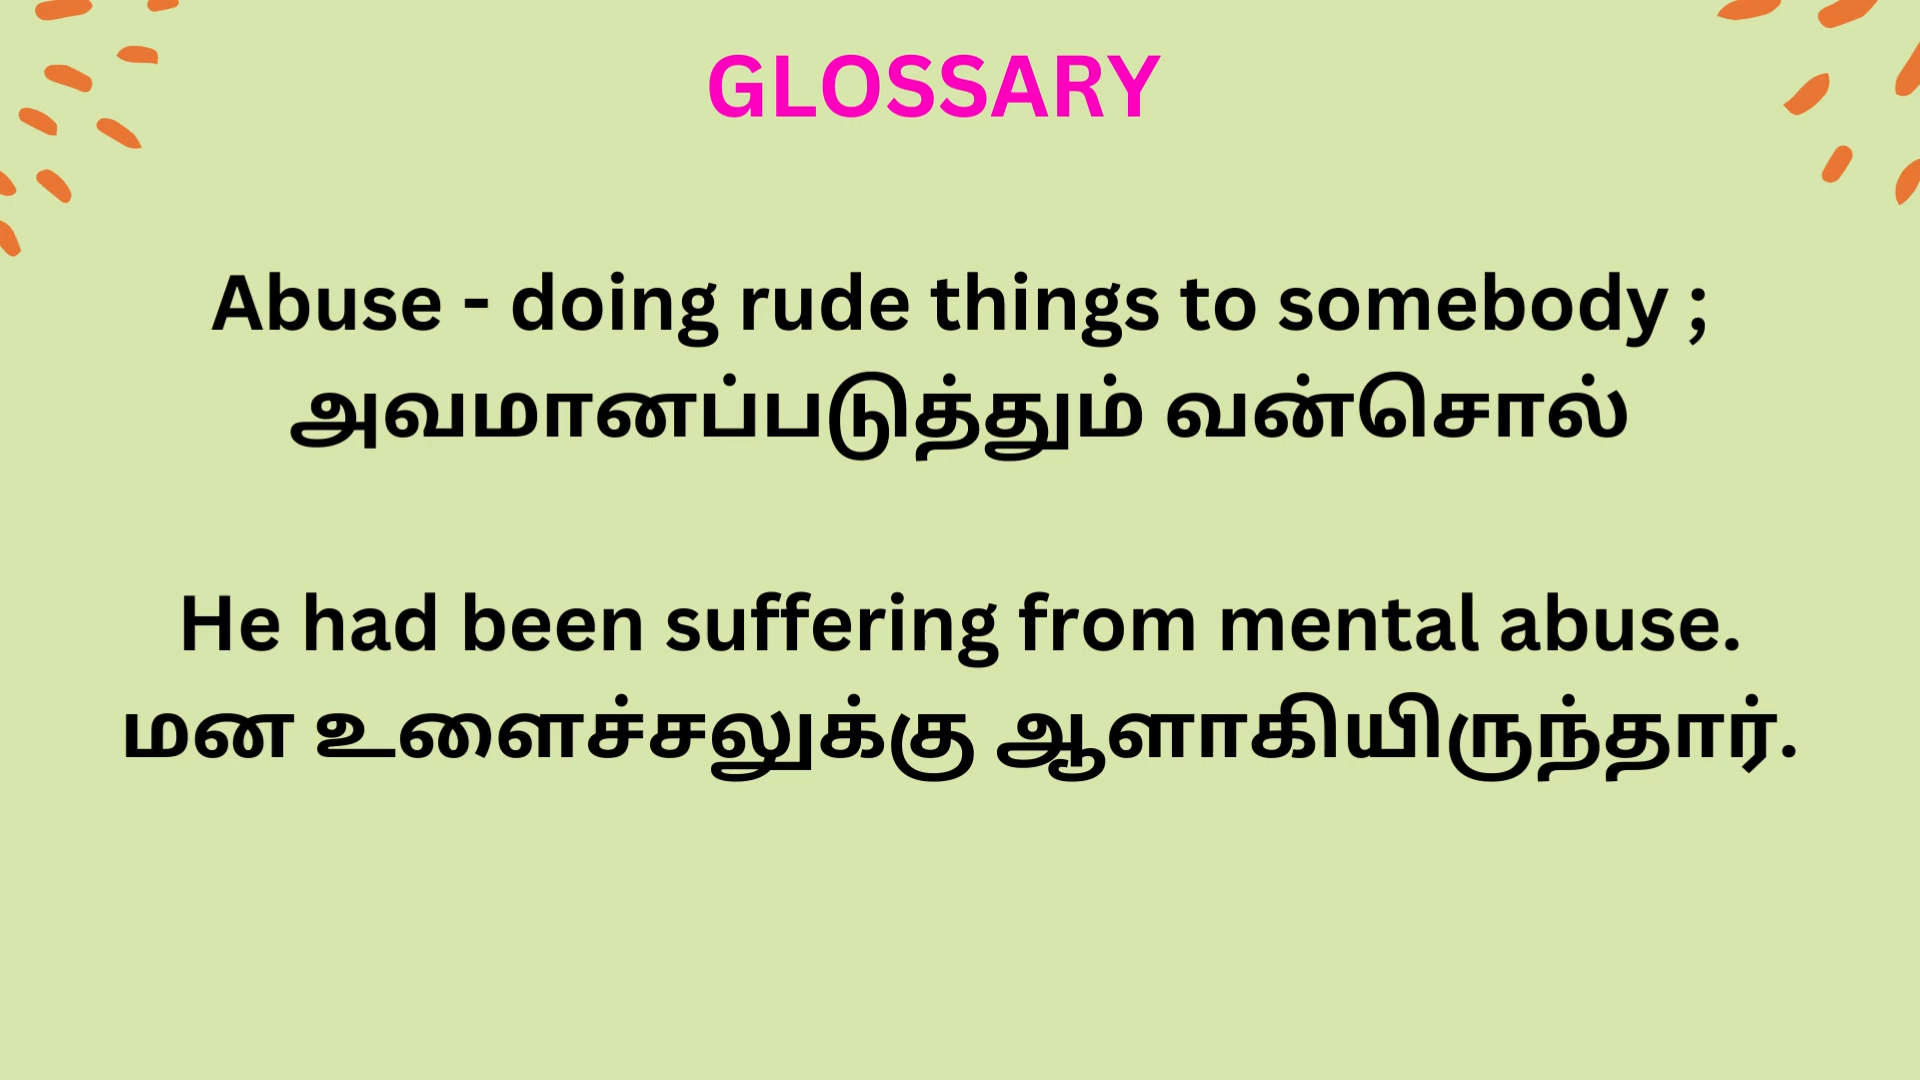 GLOSSARY
Abuse - doing rude things to somebody ;
அவமானப்படுத்தும் வன்சொல்
He had been suffering from mental abuse.
மன உளைச்சலுக்கு ஆளாகியிருந்தார்.